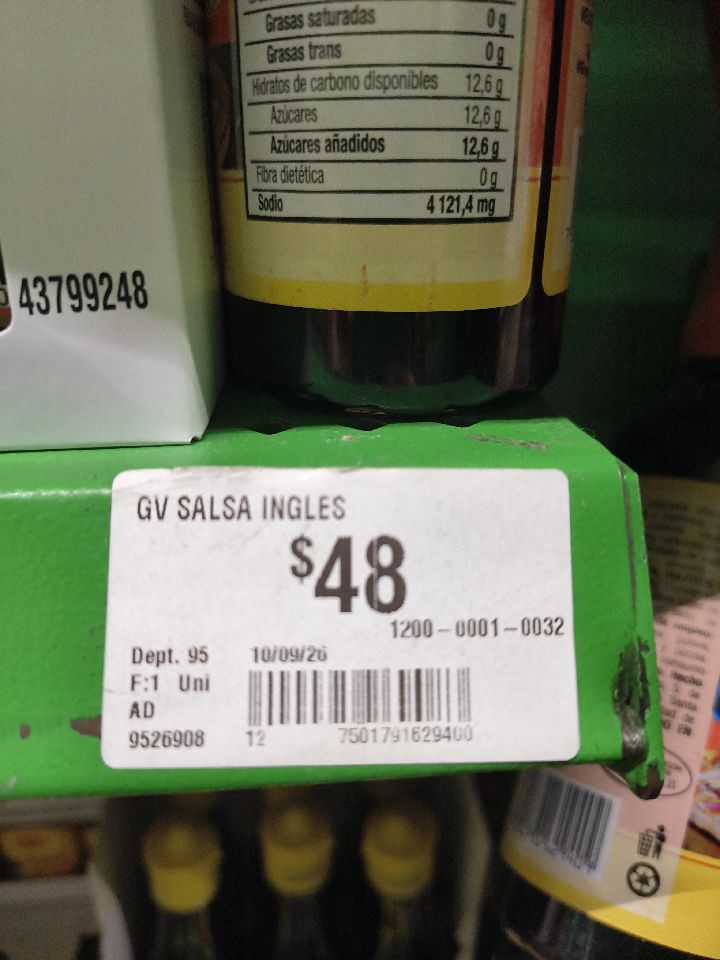 Grasas saturadas 0 g
Grasas trans 0 g
Hidratos de carbono disponibles 12,6 g
Azúcares 12,6 g
Azúcares añadidos 12,6 g
Fibra dietética 0 g
Sodio 4 121,4 mg
43799248
GV SALSA INGLES
$48
1200-0001-0032
Dept. 95 10/09/26
F:1 Uni
AD
9526908 12 7501791629400